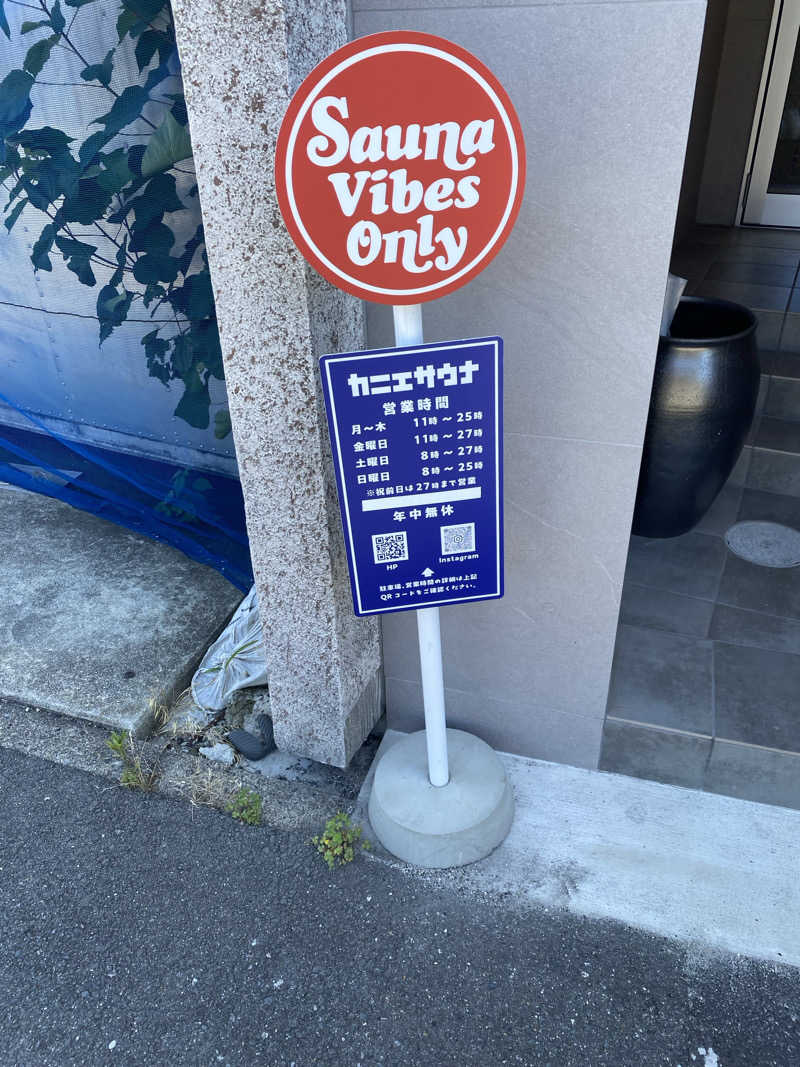 Sauna
Vibes
Only
カニエサウナ
営業時間
月〜木 11時 〜 25時
金曜日 11時 〜 27時
土曜日 8時 〜 27時
日曜日 8時 〜 25時
※祝前日は27時まで営業
年中無休
HP
Instagram
駐車場、営業時間の詳細は上記
QRコードをご確認ください。